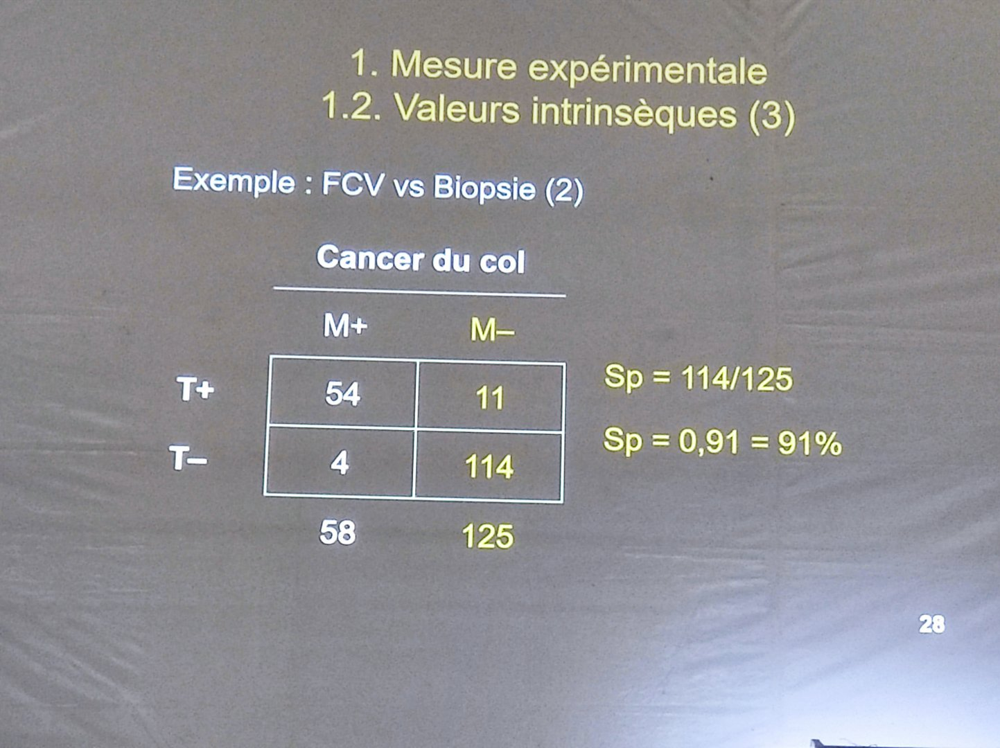 1. Mesure expérimentale
1.2. Valeurs intrinsèques (3)
Exemple : FCV vs Biopsie (2)
Cancer du col
M+ M–
T+ 54 11
Sp = 114/125
T– 4 114
Sp = 0,91 = 91%
58 125
28